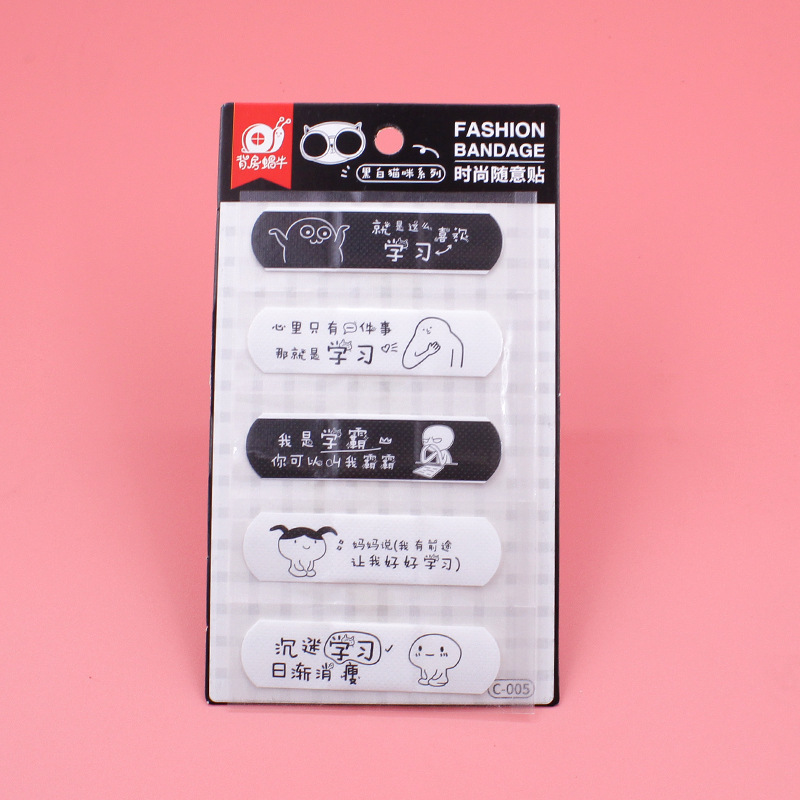 背房蝸牛
黑白猫咪系列
FASHION
BANDAGE
时尚随意贴
就是这么喜欢
学习
心里只有一件事
那就是学习
我是学霸
你可以叫我霸霸
妈妈说(我有前途
让我好好学习)
沉迷学习
日渐消瘦
C-005